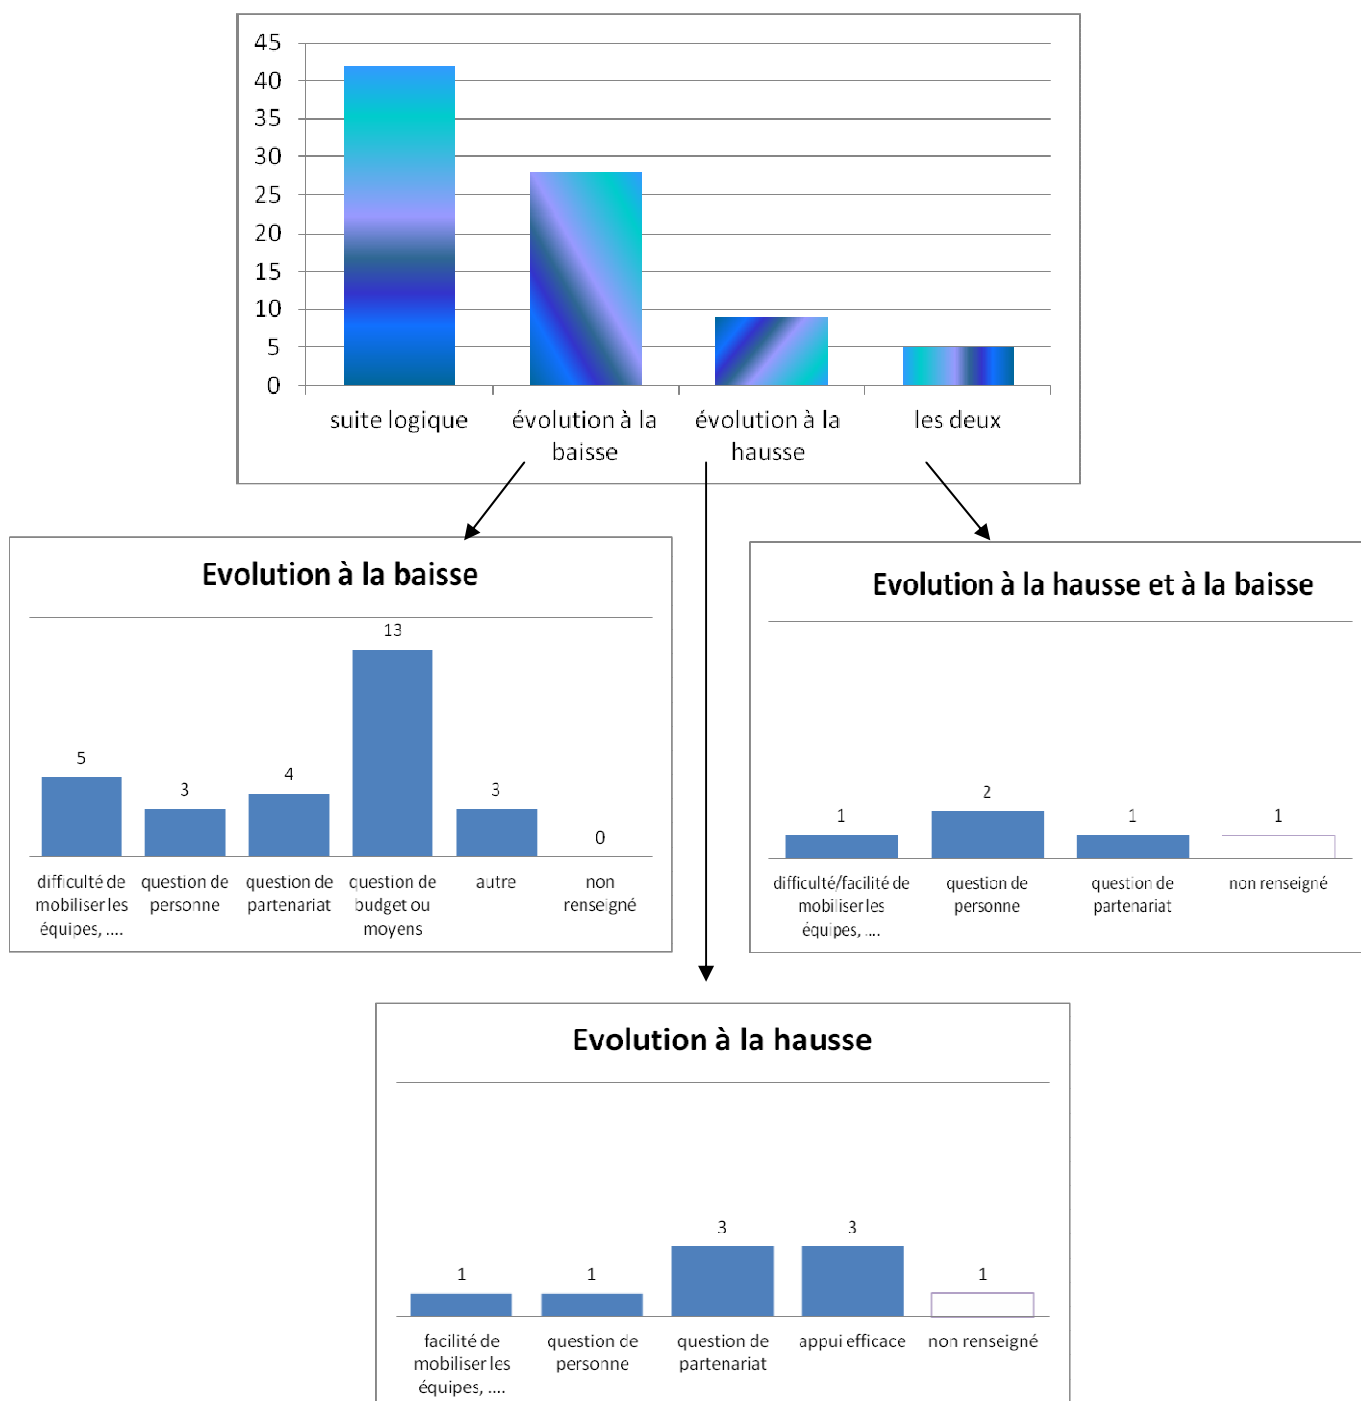 45
40
35
30
25
20
15
10
5
0
suite logique
évolution à la
baisse
évolution à la
hausse
les deux
Evolution à la baisse
13
5
3
4
3
0
difficulté de
mobiliser les
équipes, ....
question de
personne
question de
partenariat
question de
budget ou
moyens
autre
non
renseigné
Evolution à la hausse et à la baisse
1
2
1
1
difficulté/facilité de
mobiliser les
équipes, ....
question de
personne
question de
partenariat
non renseigné
Evolution à la hausse
1
1
3
3
1
facilité de
mobiliser les
équipes, ....
question de
personne
question de
partenariat
appui efficace
non renseigné